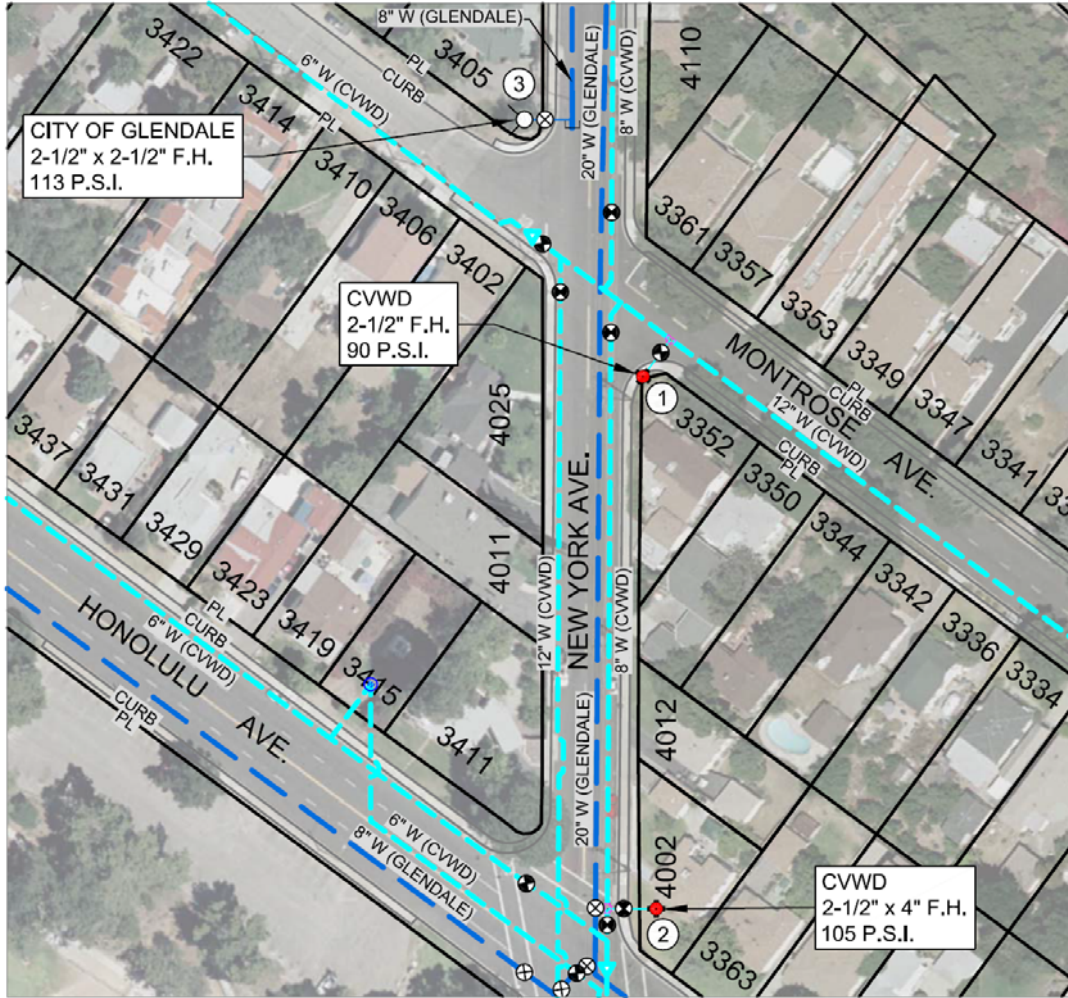 8" W (GLENDALE)
3422
3405
3
6" W (CVWD)
PL
CURB
4110
20" W (GLENDALE)
8" W (CVWD)
CITY OF GLENDALE
2-1/2" x 2-1/2" F.H.
113 P.S.I.
3414
PL
3410
3406
3402
3361
3357
3353
3349
3347
3341
CVWD
2-1/2" F.H.
90 P.S.I.
1
MONTROSE AVE.
PL
CURB
12" W (CVWD)
CURB
PL
3352
3350
3344
3342
3336
3334
4025
4011
NEW YORK AVE.
12" W (CVWD)
8" W (CVWD)
20" W (GLENDALE)
3437
3431
3429
3423
3419
3415
3411
PL
CURB
6" W (CVWD)
HONOLULU AVE.
CURB
PL
6" W (CVWD)
8" W (GLENDALE)
4012
4002
2
3363
CVWD
2-1/2" x 4" F.H.
105 P.S.I.